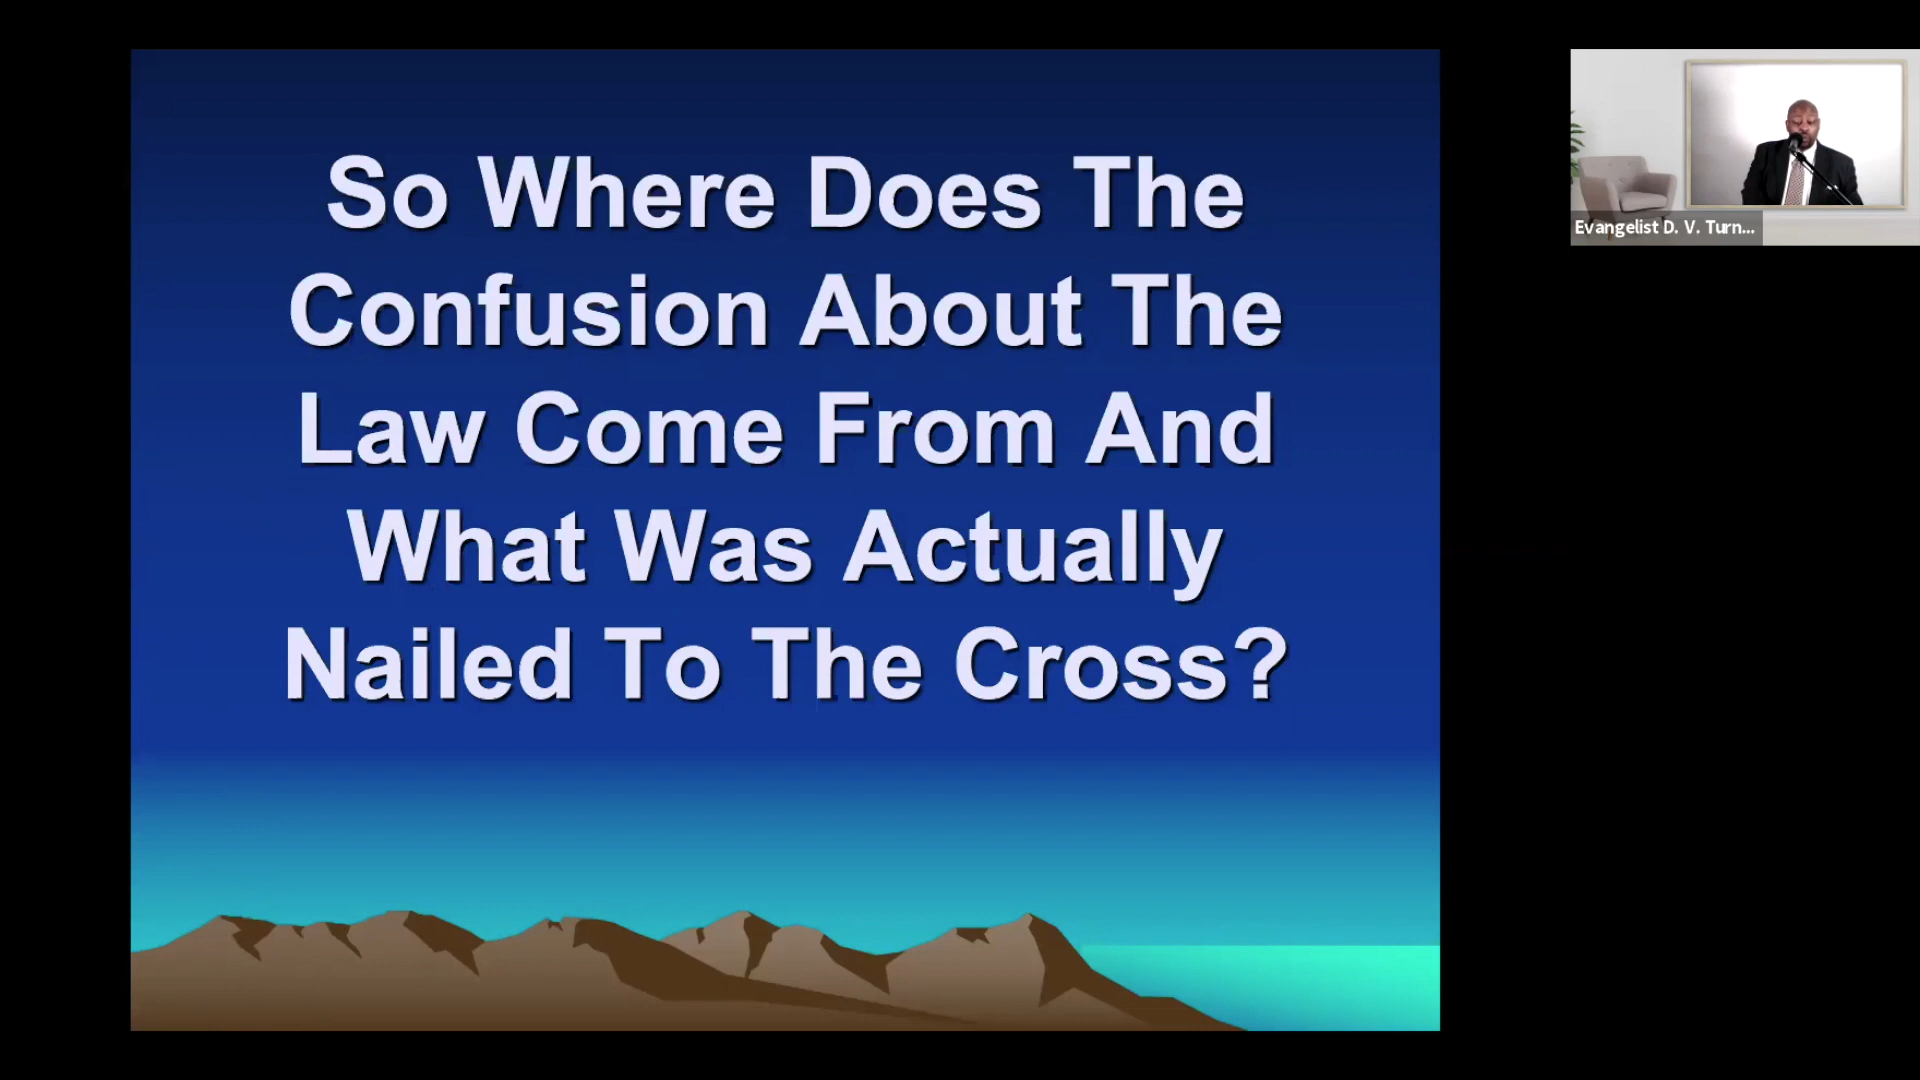 So Where Does The
Confusion About The
Law Come From And
What Was Actually
Nailed To The Cross?
Evangelist D. V. Turn...